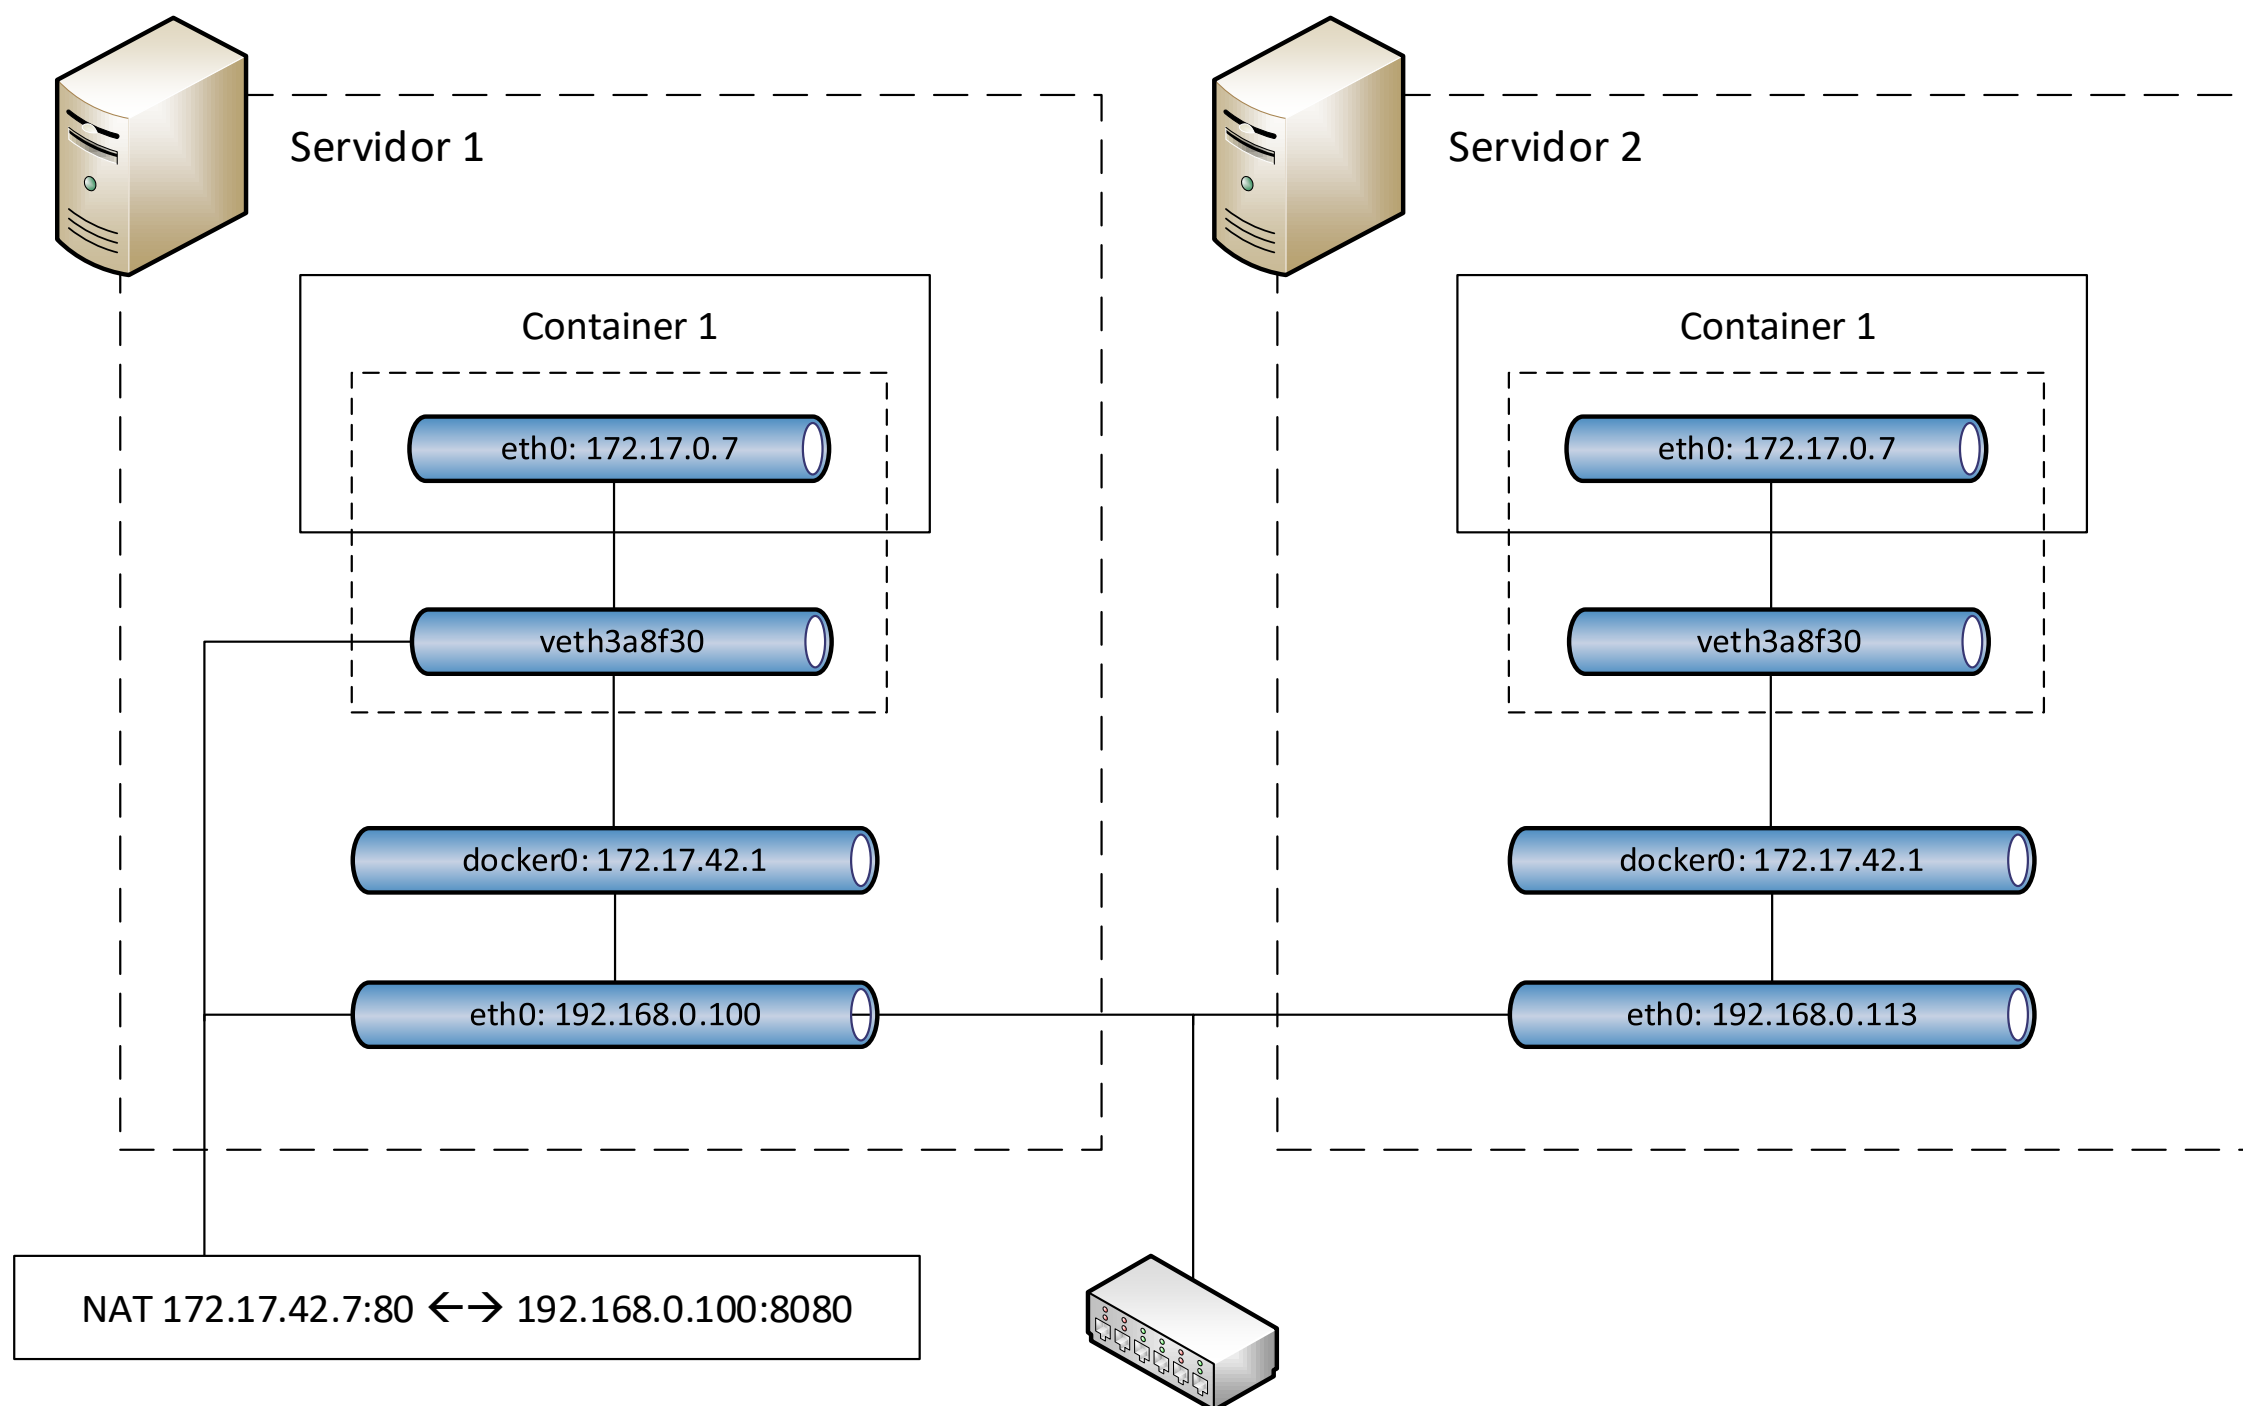 Servidor 1
Container 1
eth0: 172.17.0.7
veth3a8f30
docker0: 172.17.42.1
eth0: 192.168.0.100
NAT 172.17.42.7:80 ←→ 192.168.0.100:8080
Servidor 2
Container 1
eth0: 172.17.0.7
veth3a8f30
docker0: 172.17.42.1
eth0: 192.168.0.113